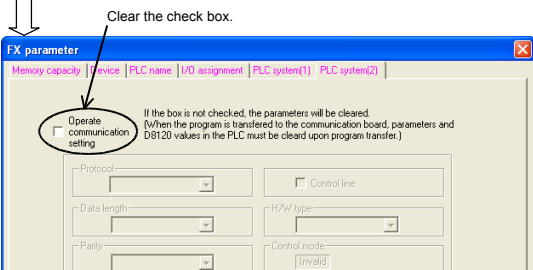 Clear the check box.
FX parameter
Memory capacity Device PLC name I/O assignment PLC system(1) PLC system(2)
Operate
communication
setting
If the box is not checked, the parameters will be cleared.
(When the program is transfered to the communication board, parameters and
D8120 values in the PLC must be cleard upon program transfer.)
Protocol
Control line
Data length
H/W type
Parity
Control mode
Invalid